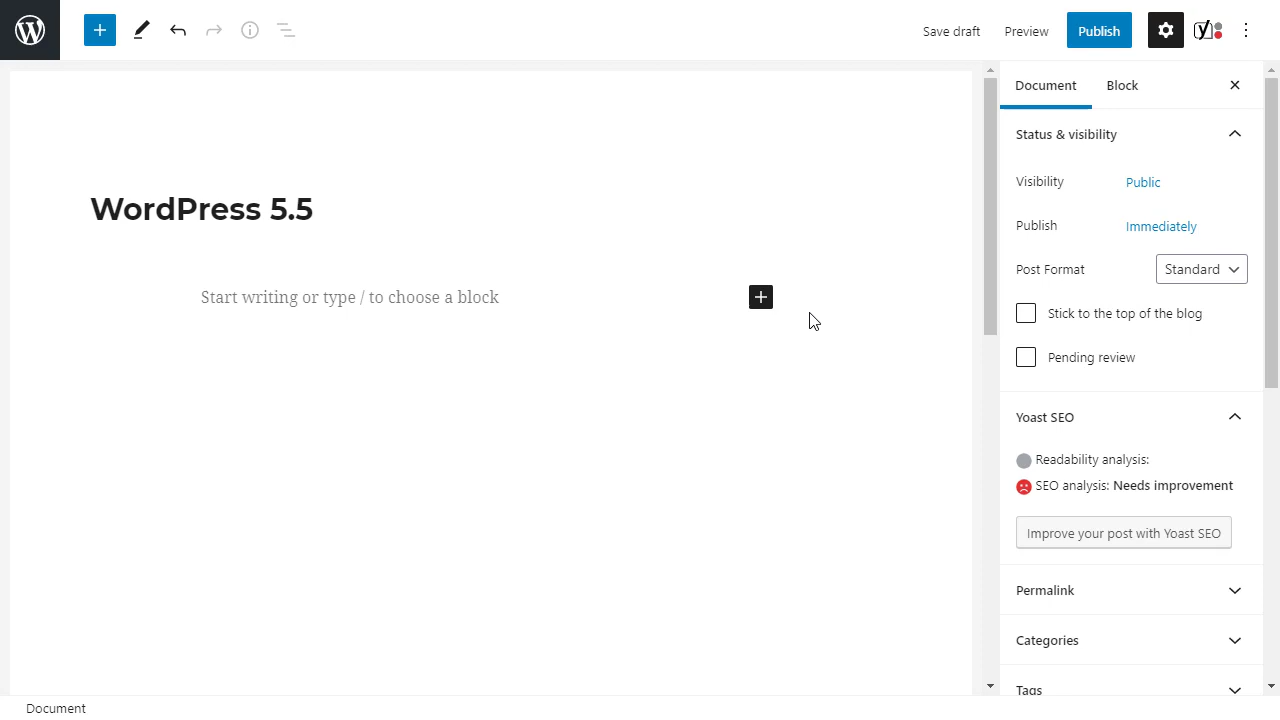 Save draft
Preview
Publish
WordPress 5.5
Start writing or type / to choose a block
Document
Block
Status & visibility
Visibility
Public
Publish
Immediately
Post Format
Standard
Stick to the top of the blog
Pending review
Yoast SEO
Readability analysis:
SEO analysis: Needs improvement
Improve your post with Yoast SEO
Permalink
Categories
Tags
Document